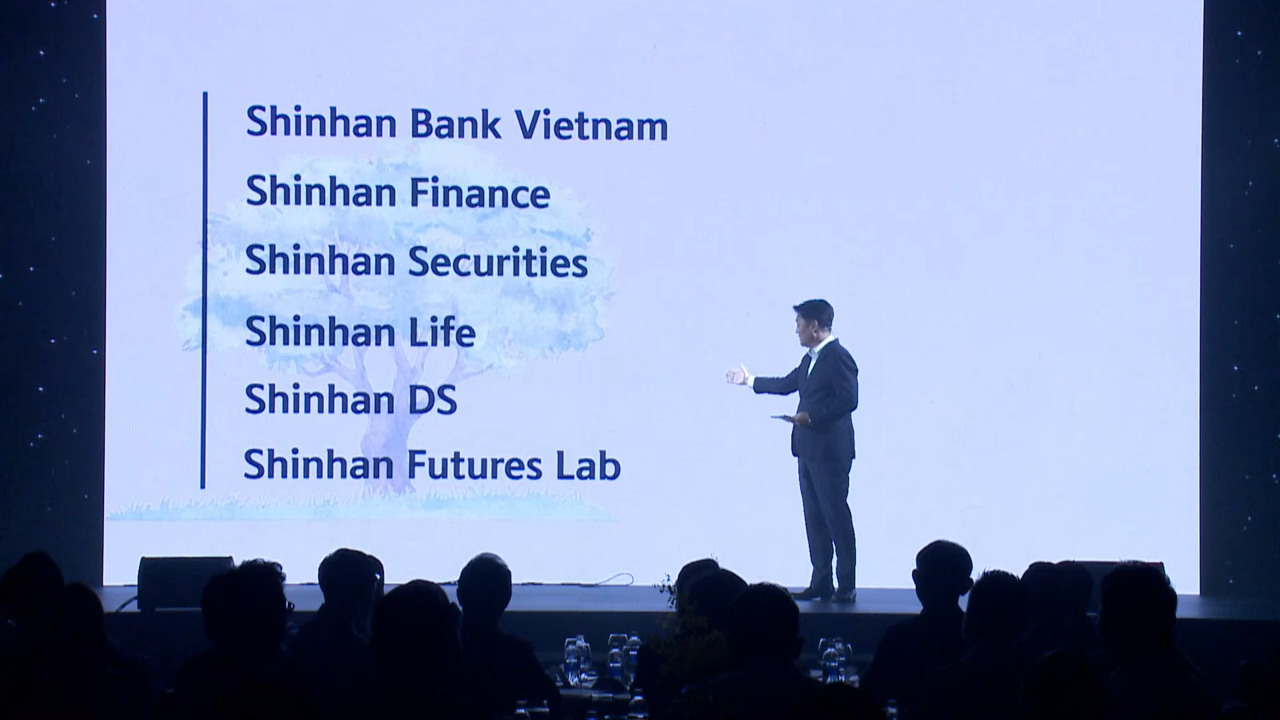 Shinhan Bank Vietnam
Shinhan Finance
Shinhan Securities
Shinhan Life
Shinhan DS
Shinhan Futures Lab